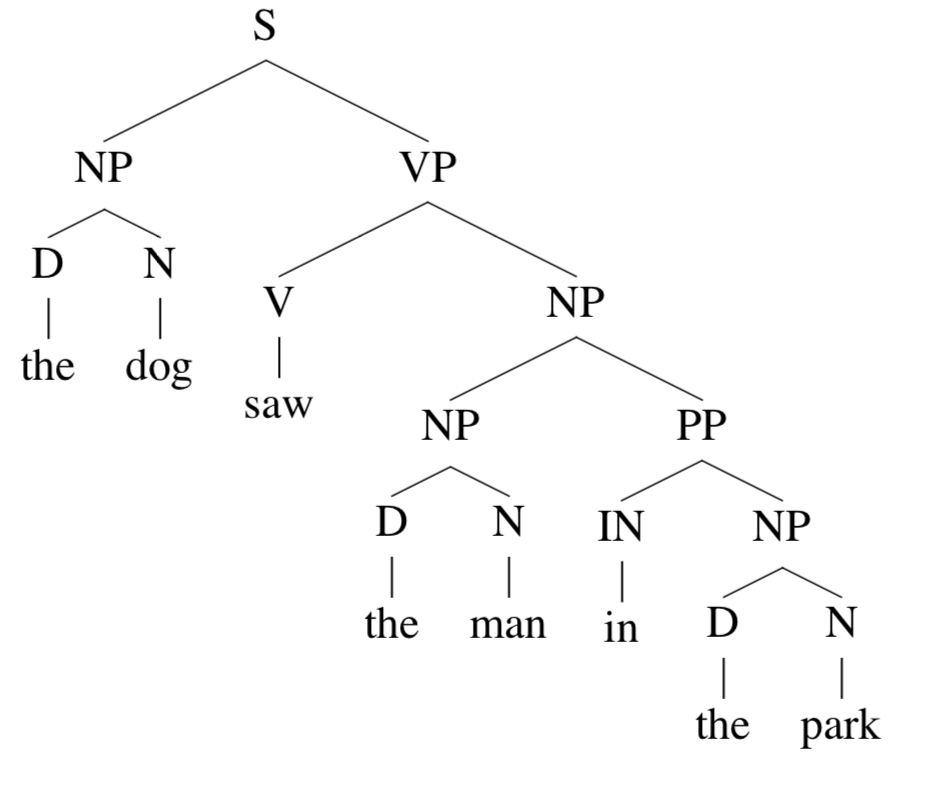 S
NP VP
D N
V NP
the dog
saw
NP PP
D N IN NP
the man in D N
the park